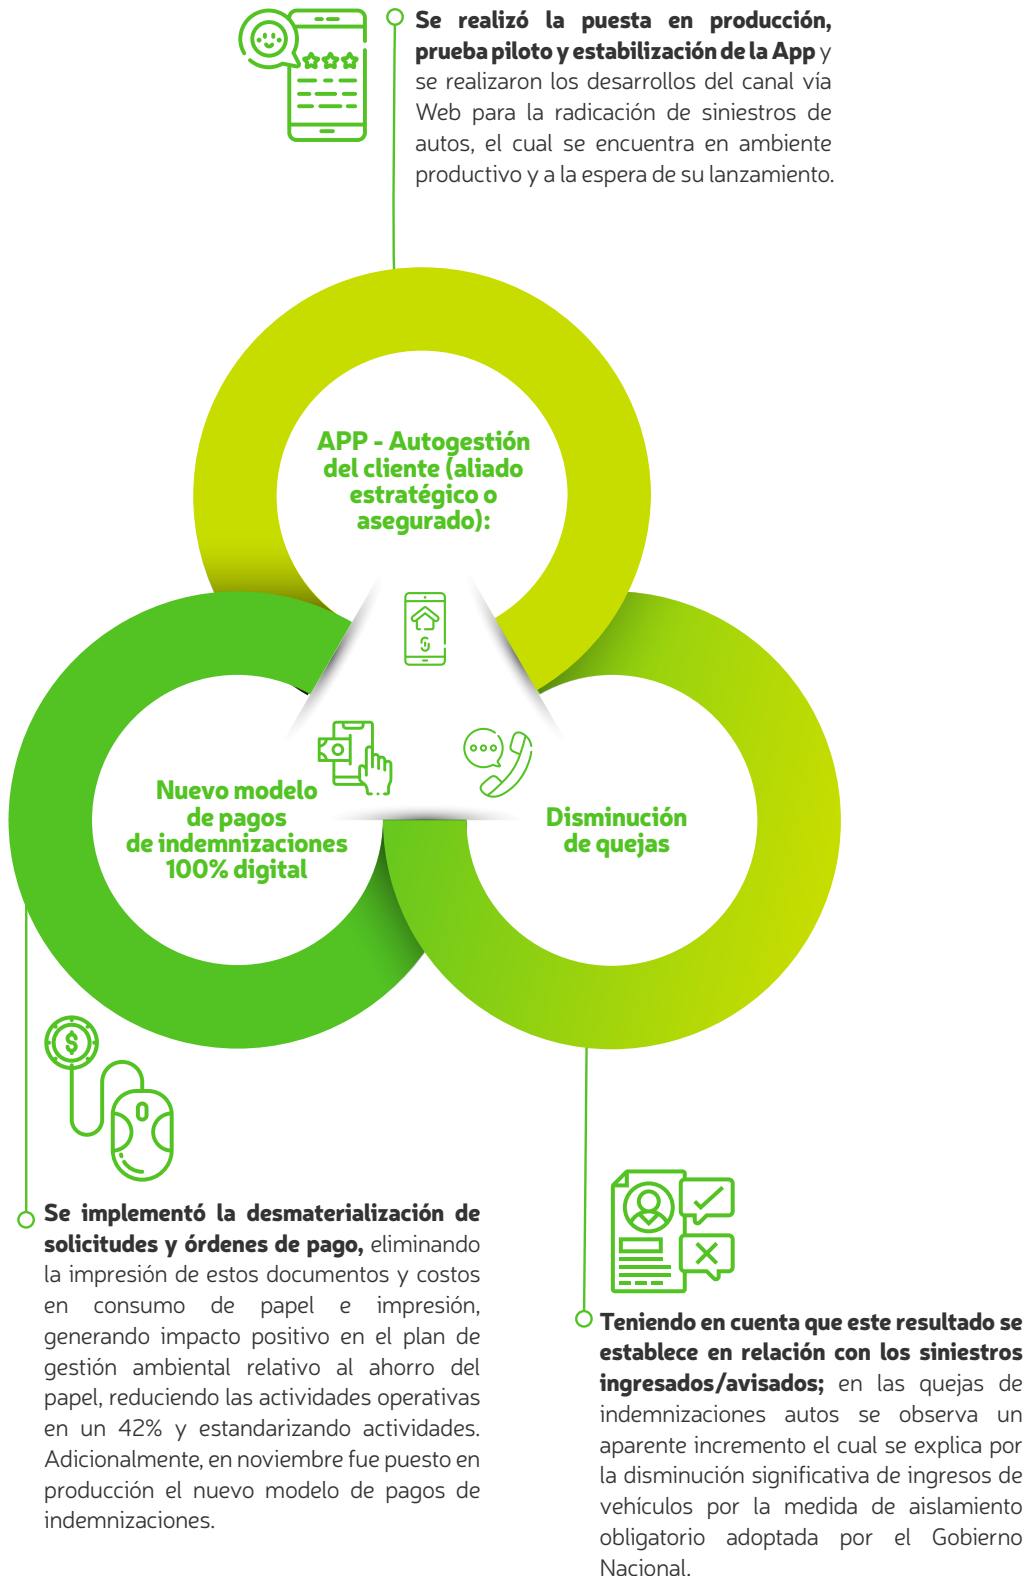 Se realizó la puesta en producción,
prueba piloto y estabilización de la App y
se realizaron los desarrollos del canal vía
Web para la radicación de siniestros de
autos, el cual se encuentra en ambiente
productivo y a la espera de su lanzamiento.
APP - Autogestión
del cliente (aliado
estratégico o
asegurado):
Nuevo modelo
de pagos
de indemnizaciones
100% digital
Disminución
de quejas
Se implementó la desmaterialización de
solicitudes y órdenes de pago, eliminando
la impresión de estos documentos y costos
en consumo de papel e impresión,
generando impacto positivo en el plan de
gestión ambiental relativo al ahorro del
papel, reduciendo las actividades operativas
en un 42% y estandarizando actividades.
Adicionalmente, en noviembre fue puesto en
producción el nuevo modelo de pagos de
indemnizaciones.
Teniendo en cuenta que este resultado se
establece en relación con los siniestros
ingresados/avisados; en las quejas de
indemnizaciones autos se observa un
aparente incremento el cual se explica por
la disminución significativa de ingresos de
vehículos por la medida de aislamiento
obligatorio adoptada por el Gobierno
Nacional.